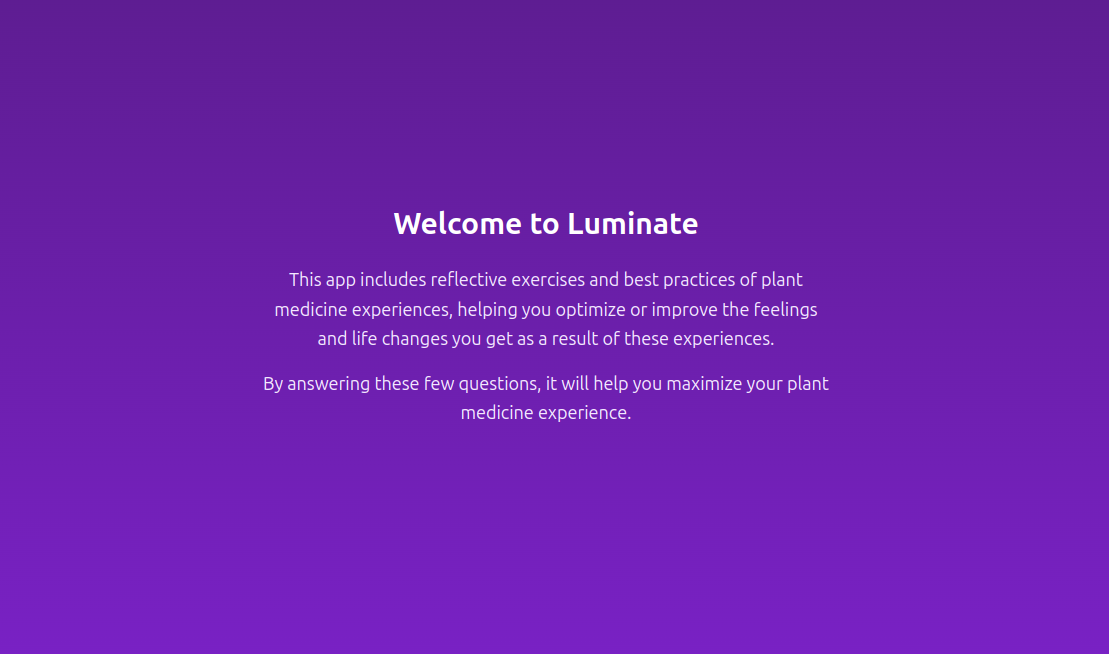 Welcome to Luminate
This app includes reflective exercises and best practices of plant
medicine experiences, helping you optimize or improve the feelings
and life changes you get as a result of these experiences.
By answering these few questions, it will help you maximize your plant
medicine experience.